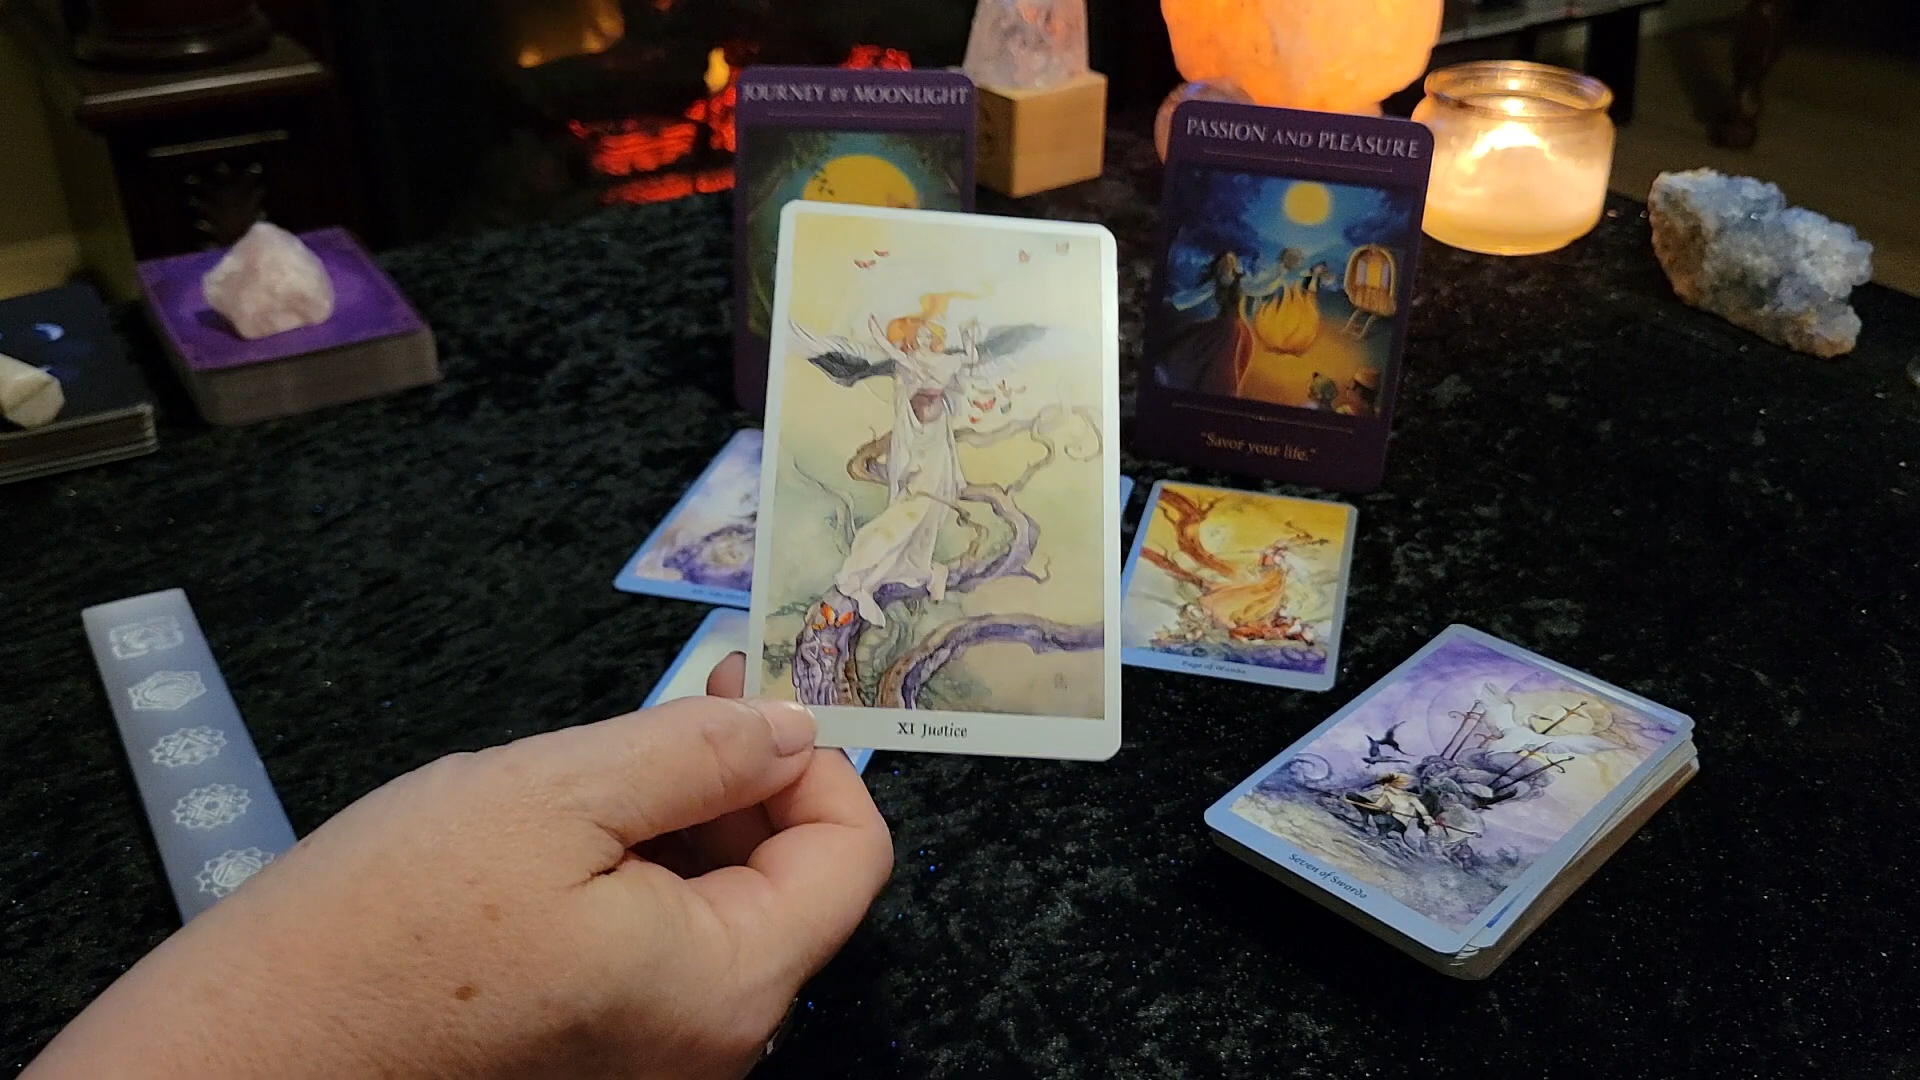 JOURNEY BY MOONLIGHT
PASSION AND PLEASURE
"Savor your life."
Page of Wands
XI Justice
Seven of Swords